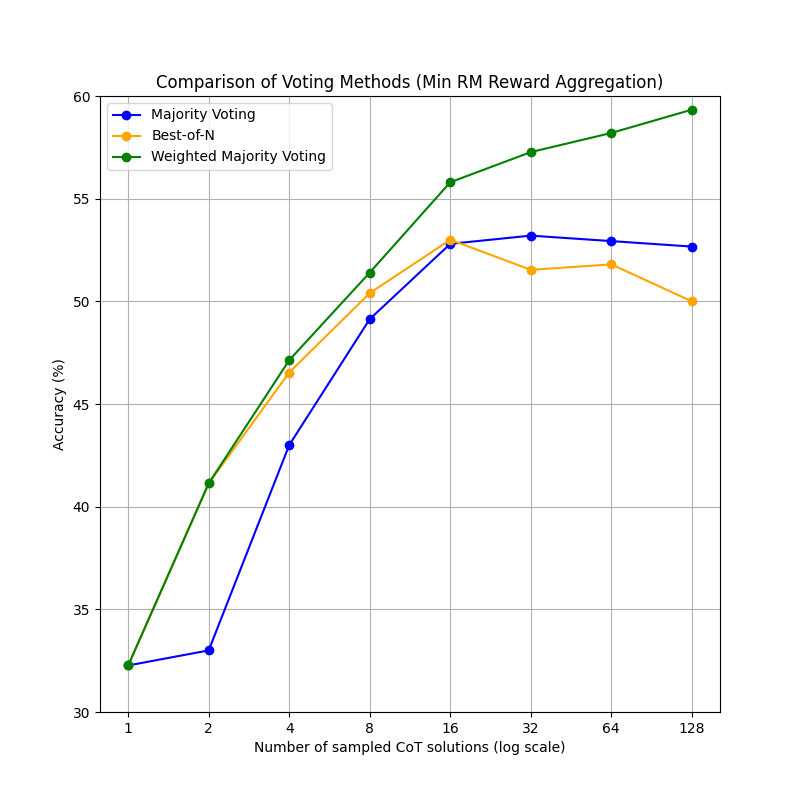 Comparison of Voting Methods (Min RM Reward Aggregation)
Majority Voting
Best-of-N
Weighted Majority Voting
60
55
50
45
40
35
30
Accuracy (%)
1 2 4 8 16 32 64 128
Number of sampled CoT solutions (log scale)